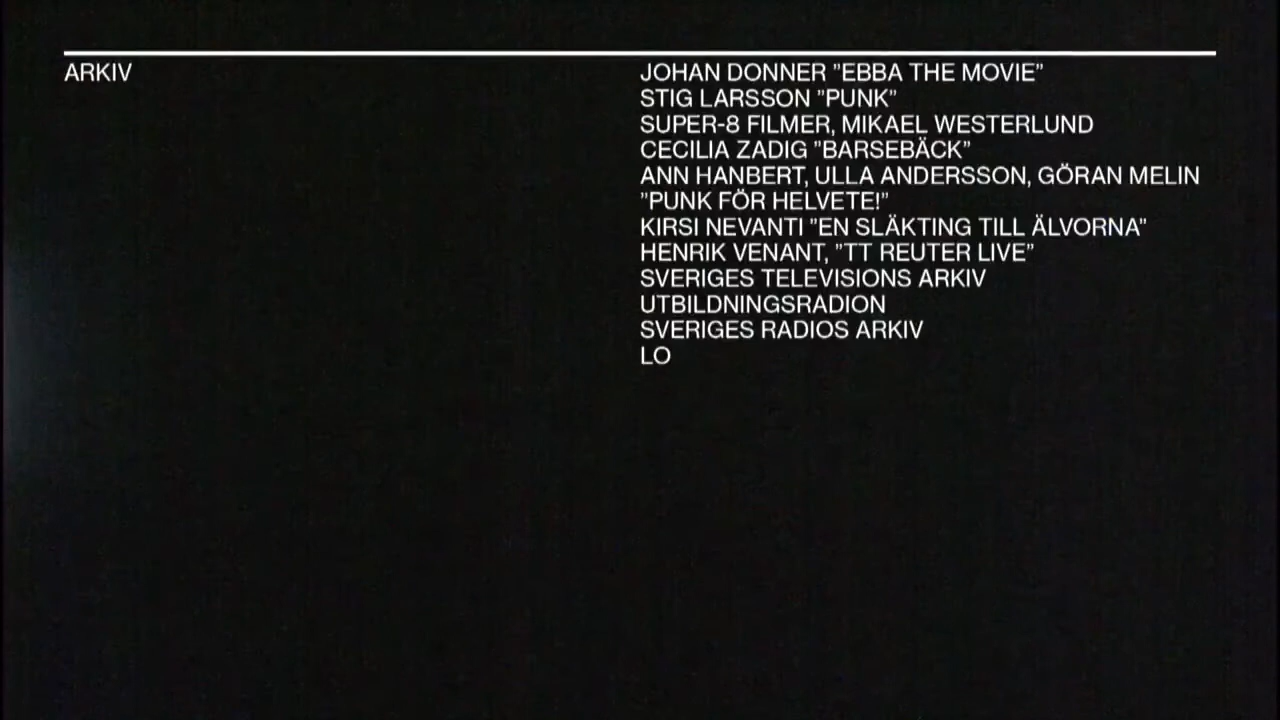 ARKIV
JOHAN DONNER ”EBBA THE MOVIE”
STIG LARSSON ”PUNK”
SUPER-8 FILMER, MIKAEL WESTERLUND
CECILIA ZADIG ”BARSEBÄCK”
ANN HANBERT, ULLA ANDERSSON, GÖRAN MELIN
”PUNK FÖR HELVETE!”
KIRSI NEVANTI ”EN SLÄKTING TILL ÄLVORNA”
HENRIK VENANT, ”TT REUTER LIVE”
SVERIGES TELEVISIONS ARKIV
UTBILDNINGSRADION
SVERIGES RADIOS ARKIV
LO